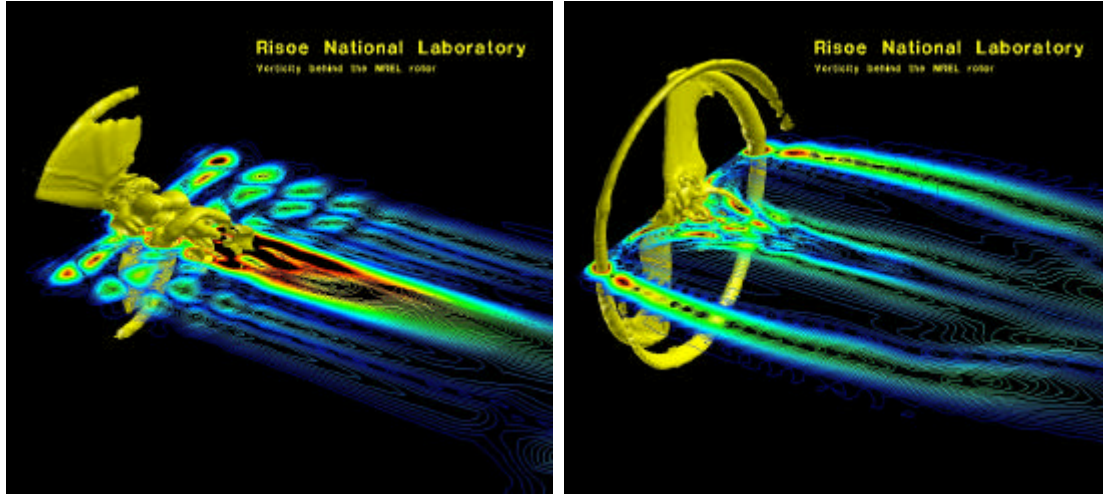 Risoe National Laboratory
Vorticity behind the NREL rotor
Risoe National Laboratory
Vorticity behind the NREL rotor